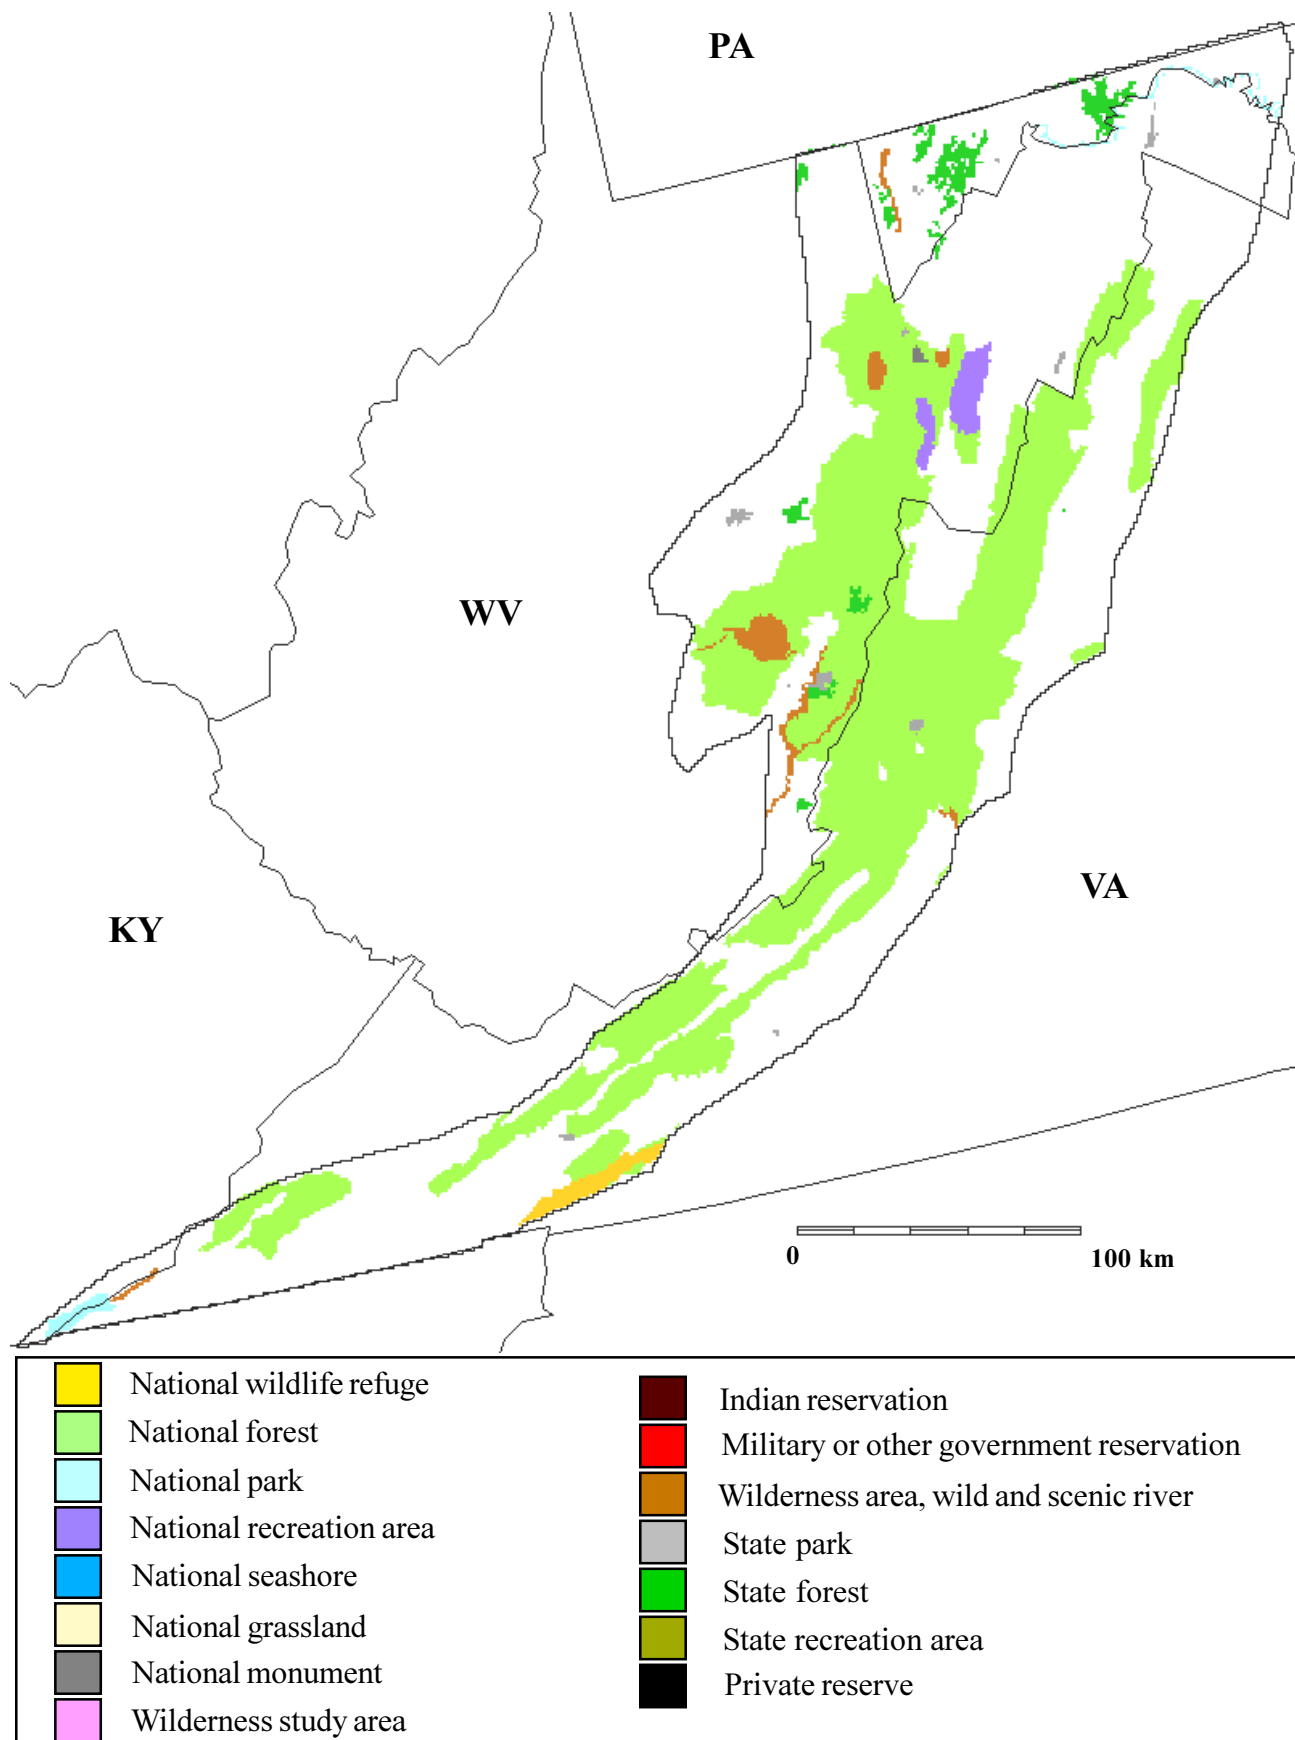 PA
WV
VA
KY
0
100 km
National wildlife refuge
National forest
National park
National recreation area
National seashore
National grassland
National monument
Wilderness study area
Indian reservation
Military or other government reservation
Wilderness area, wild and scenic river
State park
State forest
State recreation area
Private reserve